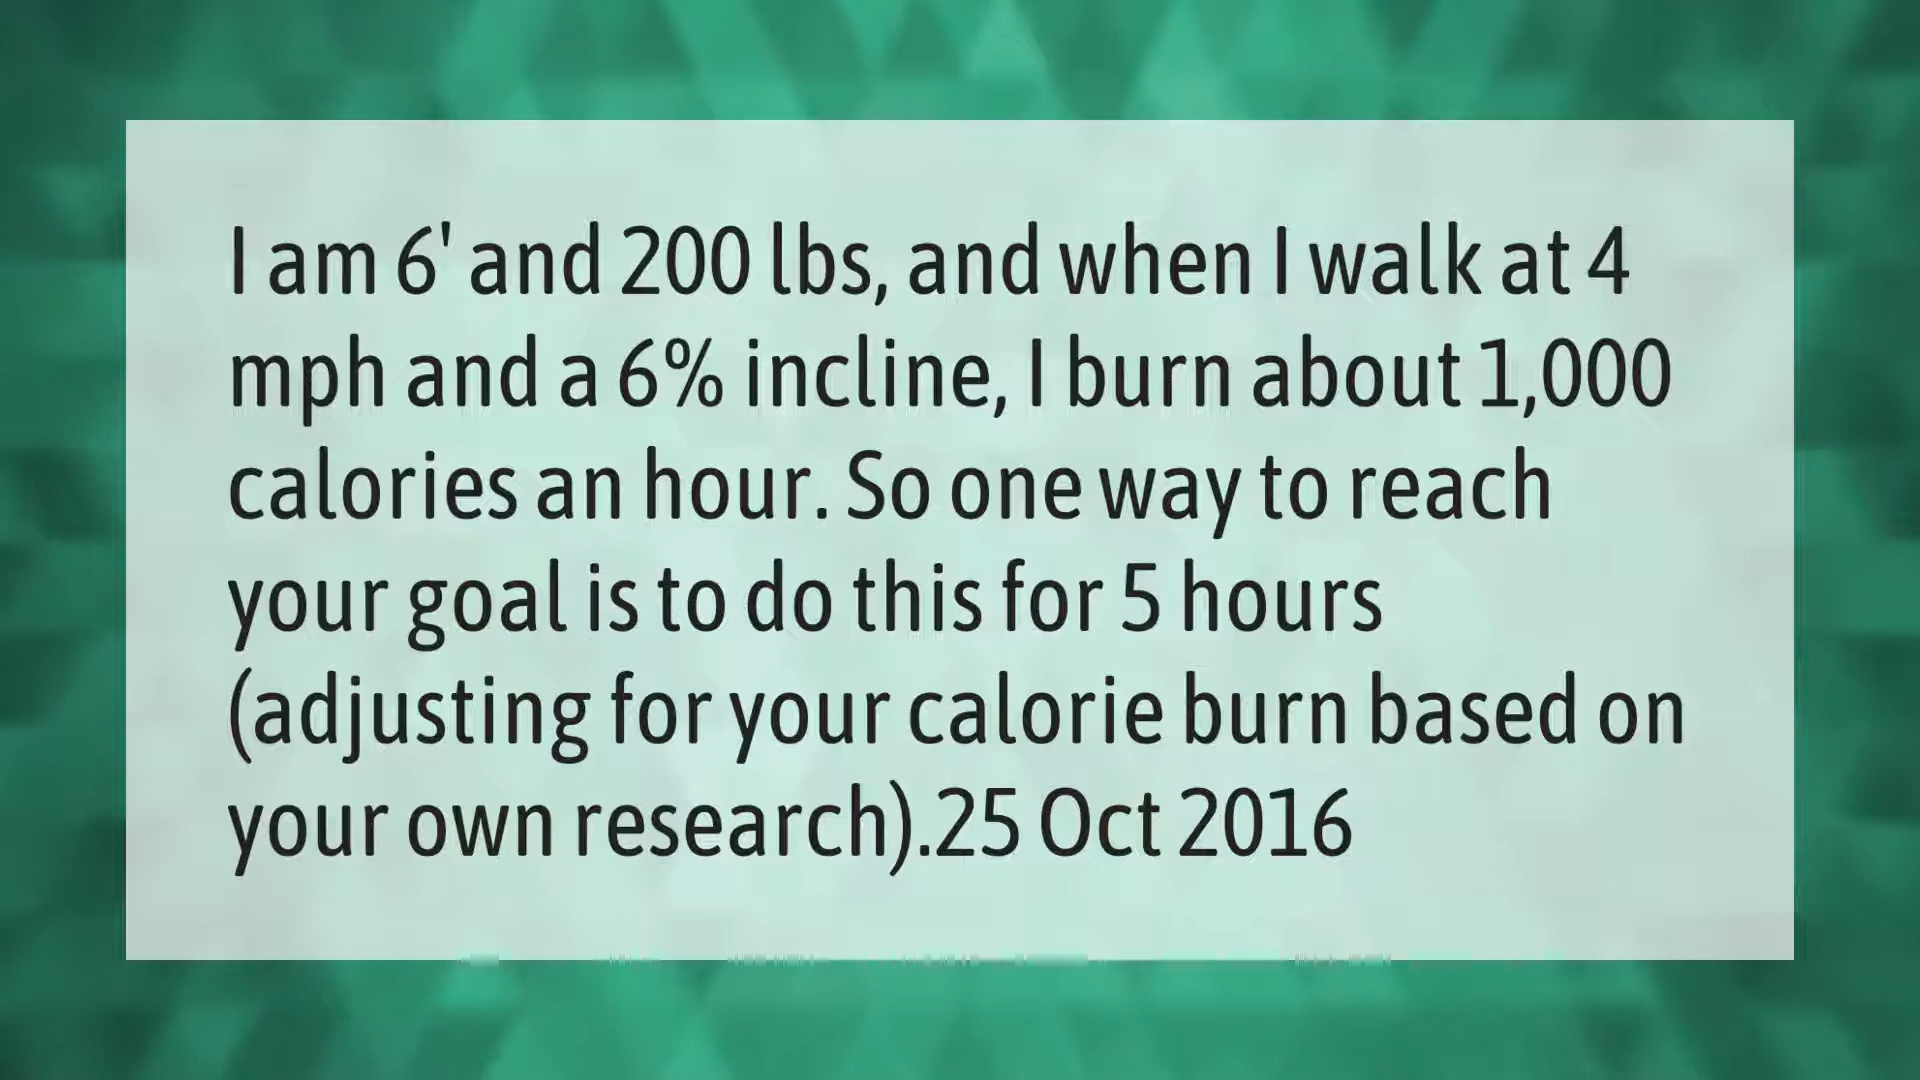 I am 6' and 200 lbs, and when I walk at 4
mph and a 6% incline, I burn about 1,000
calories an hour. So one way to reach
your goal is to do this for 5 hours
(adjusting for your calorie burn based on
your own research).25 Oct 2016